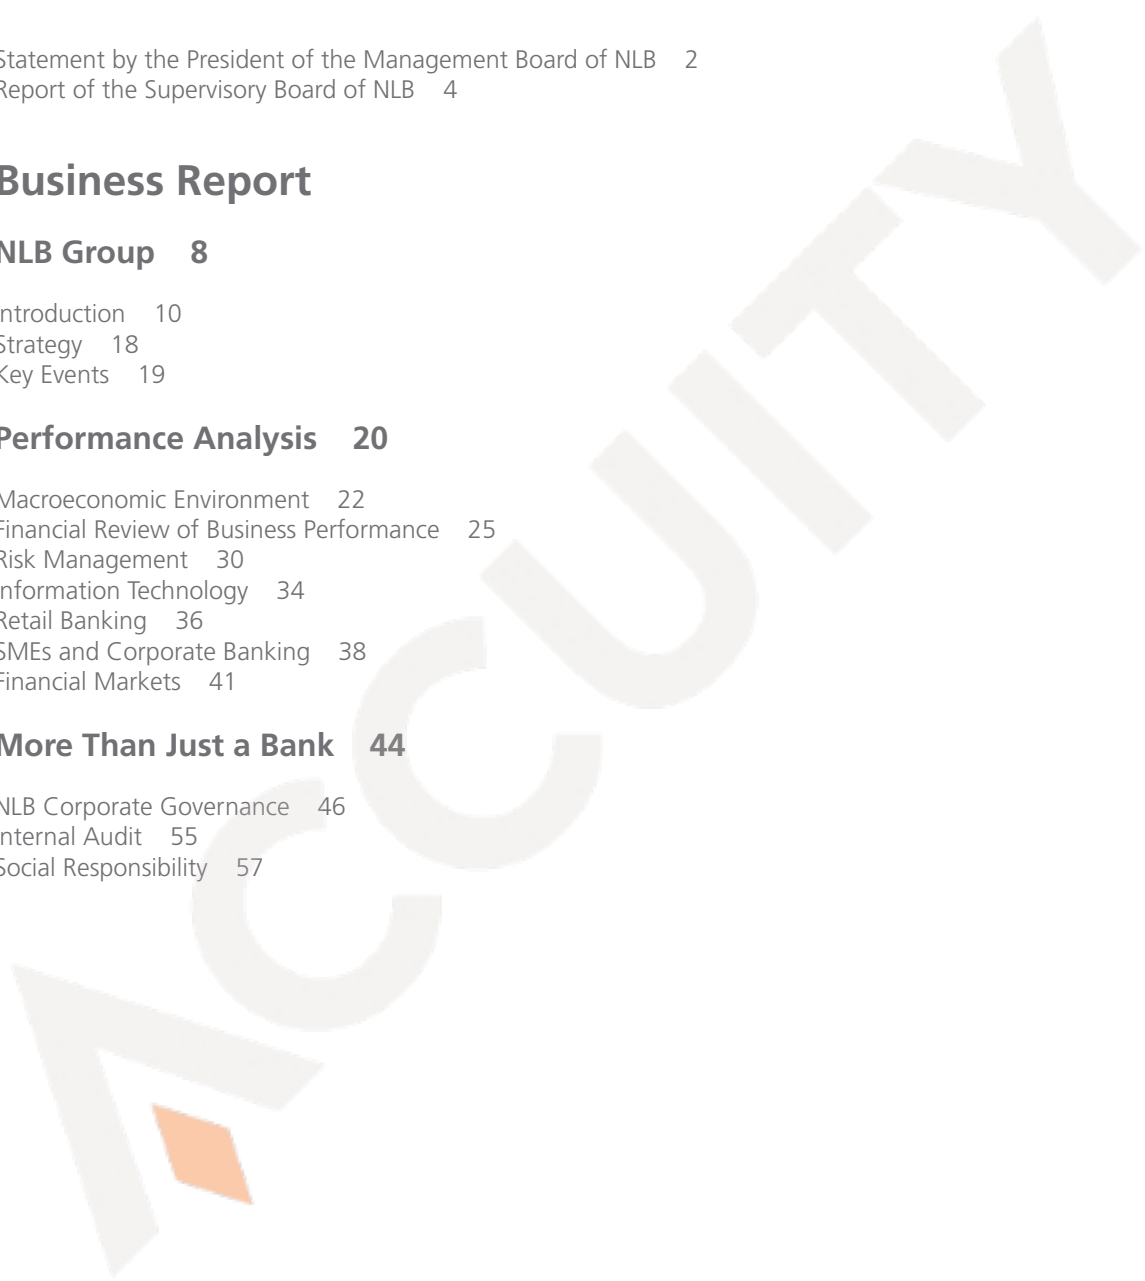 Statement by the President of the Management Board of NLB 2
Report of the Supervisory Board of NLB 4
Business Report
NLB Group 8
Introduction 10
Strategy 18
Key Events 19
Performance Analysis 20
Macroeconomic Environment 22
Financial Review of Business Performance 25
Risk Management 30
Information Technology 34
Retail Banking 36
SMEs and Corporate Banking 38
Financial Markets 41
More Than Just a Bank 44
NLB Corporate Governance 46
Internal Audit 55
Social Responsibility 57
ACCUITY